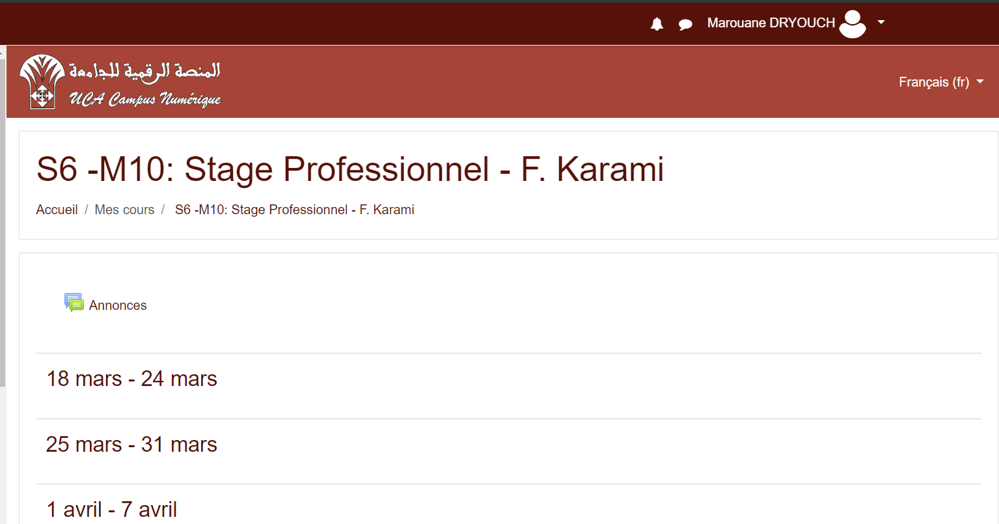 Marouane DRYOUCH
المنصة الرقمية للجامعة
UCA Campus Numérique
Français (fr)
S6 -M10: Stage Professionnel - F. Karami
Accueil / Mes cours / S6 -M10: Stage Professionnel - F. Karami
Annonces
18 mars - 24 mars
25 mars - 31 mars
1 avril - 7 avril